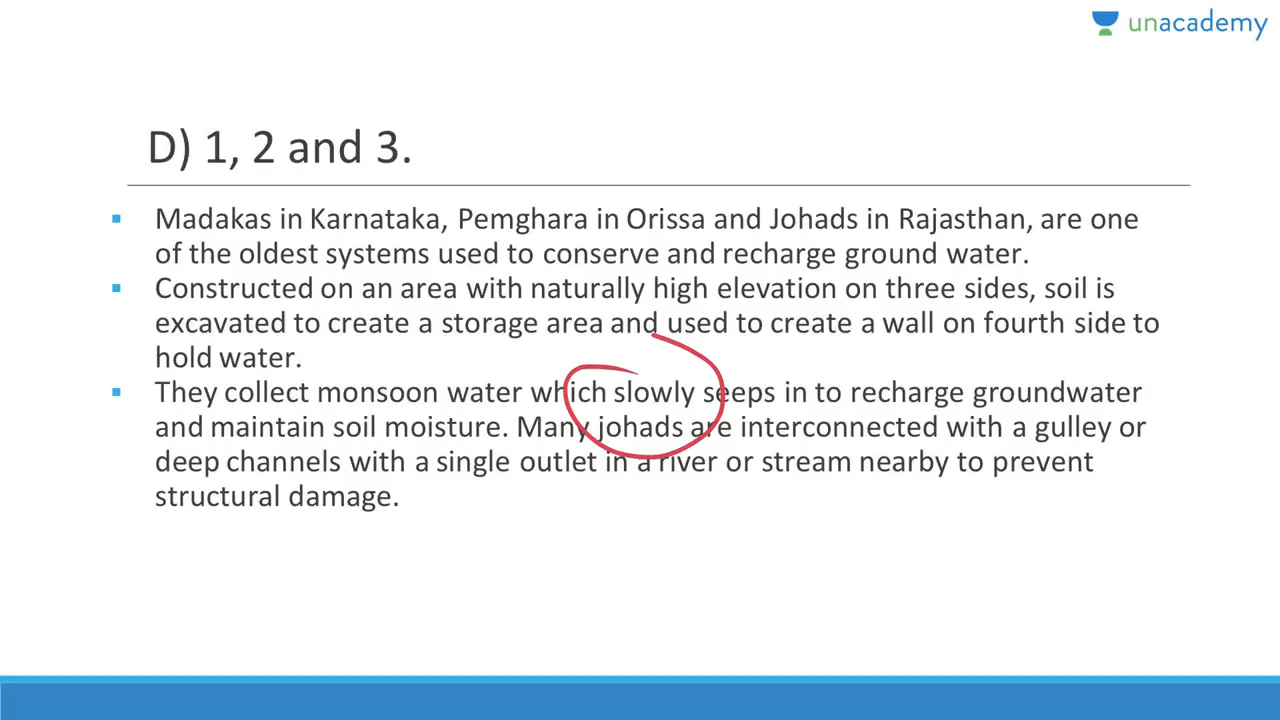 unacademy
D) 1, 2 and 3.
▪ Madakas in Karnataka, Pemghara in Orissa and Johads in Rajasthan, are one
of the oldest systems used to conserve and recharge ground water.
▪ Constructed on an area with naturally high elevation on three sides, soil is
excavated to create a storage area and used to create a wall on fourth side to
hold water.
▪ They collect monsoon water which slowly seeps in to recharge groundwater
and maintain soil moisture. Many johads are interconnected with a gulley or
deep channels with a single outlet in a river or stream nearby to prevent
structural damage.